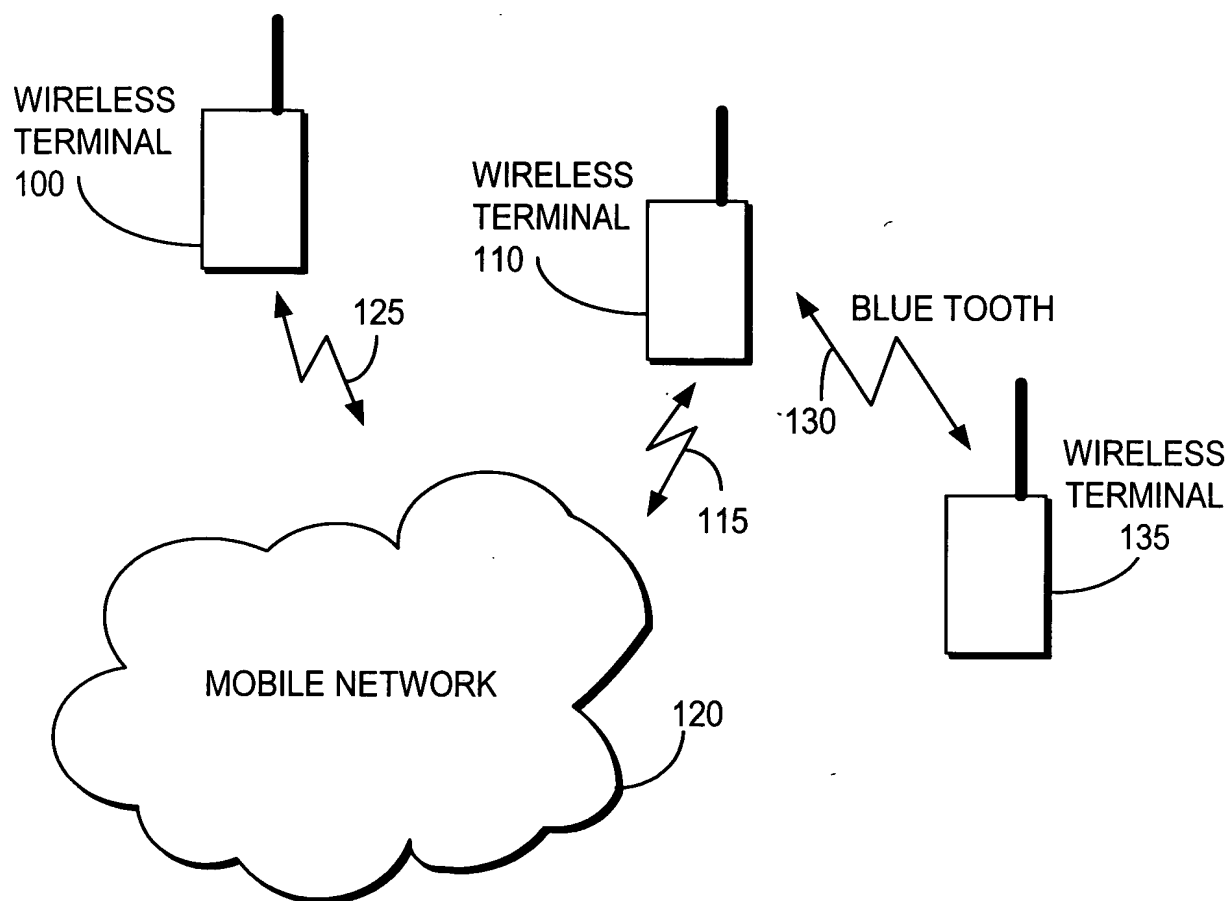 WIRELESS
TERMINAL
100
WIRELESS
TERMINAL
110
125
BLUE TOOTH
130
115
WIRELESS
TERMINAL
135
MOBILE NETWORK
120